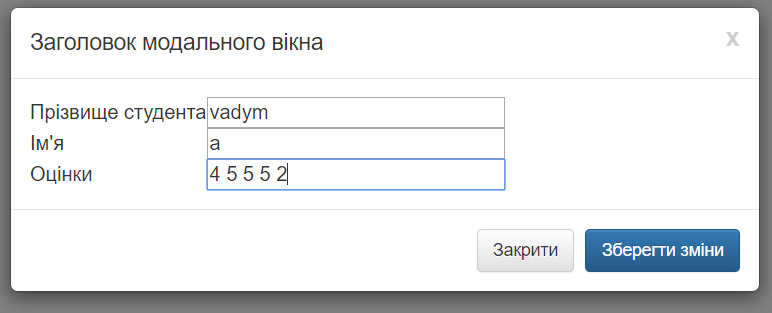 Заголовок модального вікна x
Прізвище студента vadym
Ім'я a
Оцінки 4 5 5 5 2
Закрити Зберегти зміни